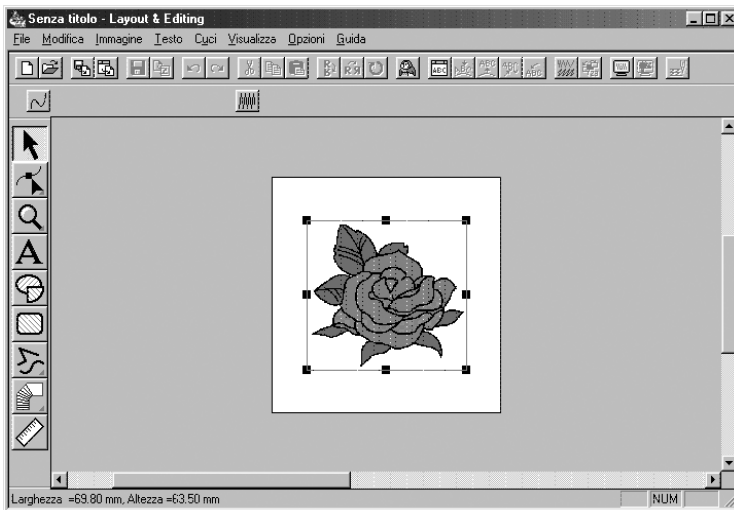 Senza titolo - Layout & Editing
File Modifica Immagine Testo Cuci Visualizza Opzioni Guida
ABC
A
Larghezza =69.80 mm, Altezza =63.50 mm NUM